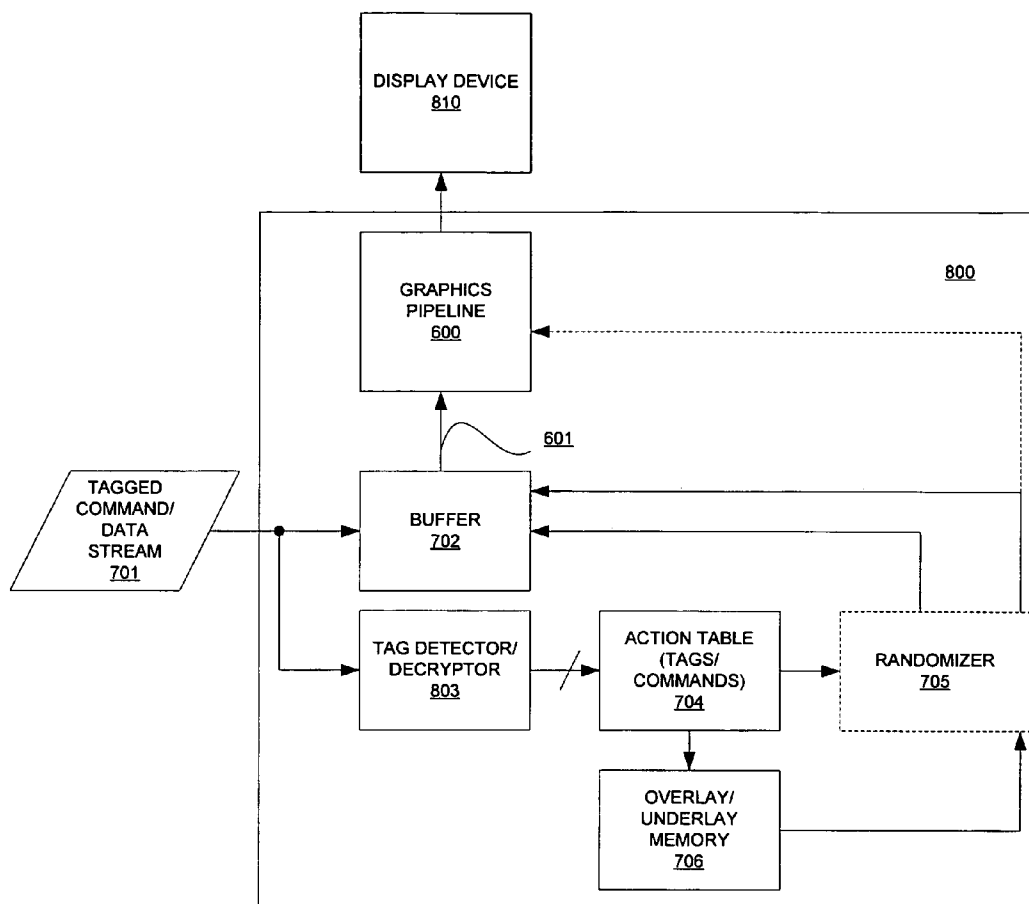 DISPLAY DEVICE
810
800
GRAPHICS
PIPELINE
600
601
TAGGED
COMMAND/
DATA
STREAM
701
BUFFER
702
TAG DETECTOR/
DECRYPTOR
803
ACTION TABLE
(TAGS/
COMMANDS)
704
RANDOMIZER
705
OVERLAY/
UNDERLAY
MEMORY
706